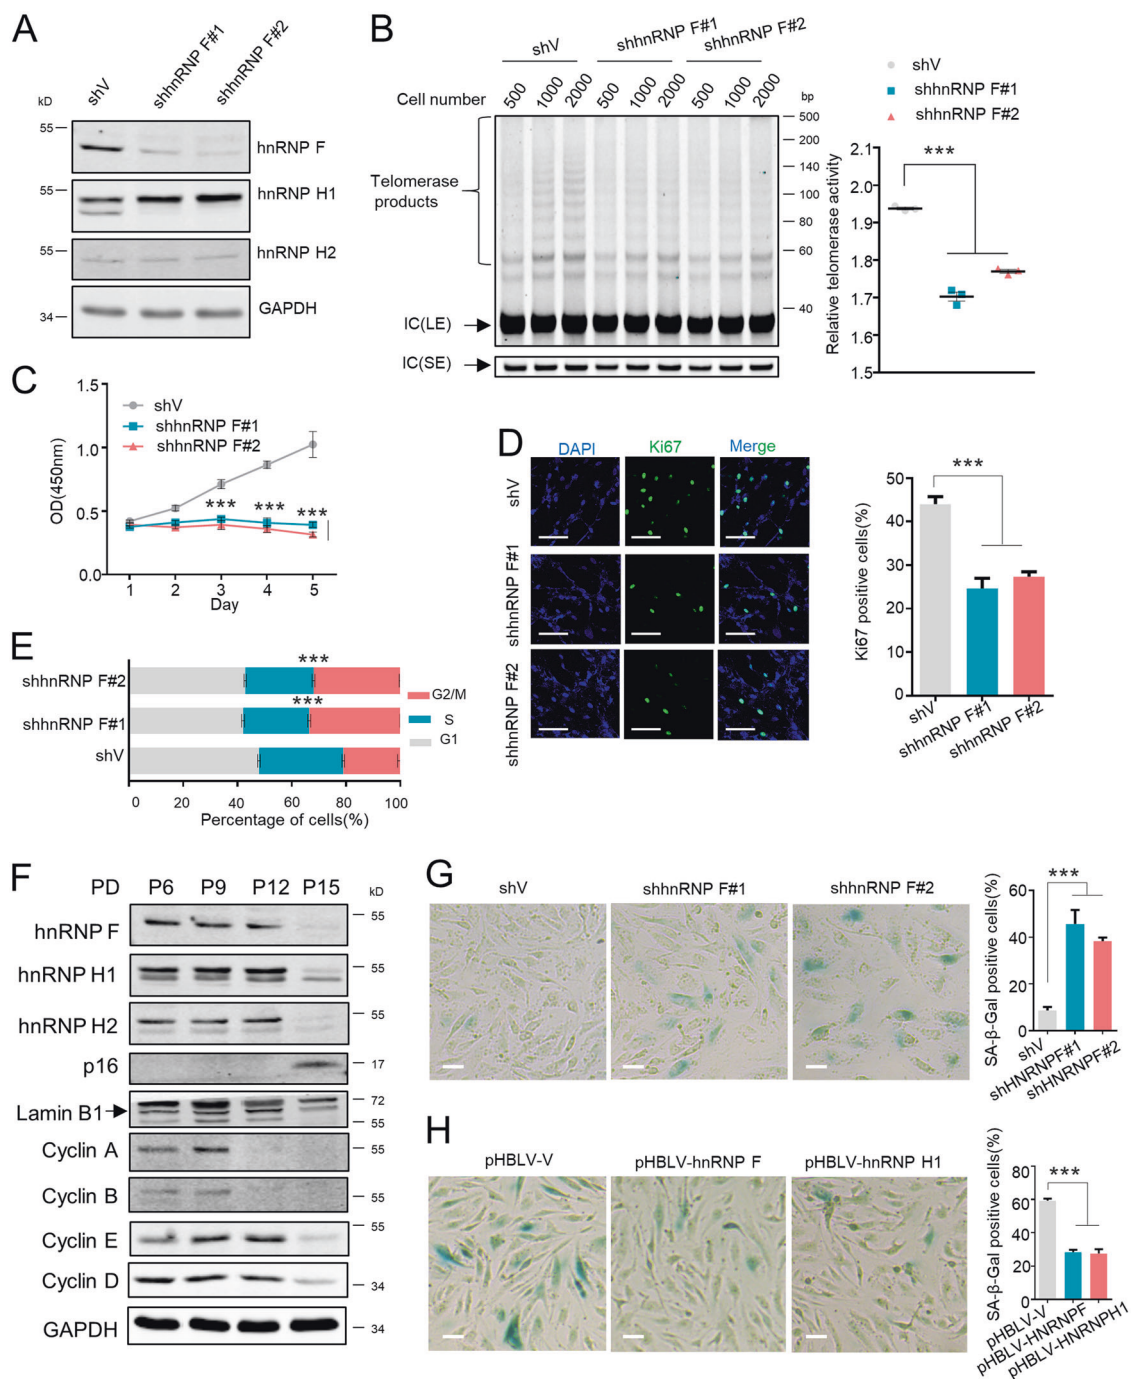 A
shV
shhnRNP F#1
shhnRNP F#2
kD
55
hnRNP F
55
hnRNP H1
55
hnRNP H2
34
GAPDH
B
shV
shhnRNP F#1
shhnRNP F#2
Cell number
500
1000
2000
500
1000
2000
500
1000
2000
bp
500
200
140
100
80
60
40
Telomerase
products
IC(LE)
IC(SE)
shV
shhnRNP F#1
shhnRNP F#2
Relative telomerase activity
2.1
2.0
1.9
1.8
1.7
1.6
1.5
***
C
OD(450nm)
1.5
1.0
0.5
0.0
shV
shhnRNP F#1
shhnRNP F#2
***
***
***
1 2 3 4 5
Day
D
DAPI
Ki67
Merge
shV
shhnRNP F#1
shhnRNP F#2
Ki67 positive cells(%)
50
40
30
20
10
0
***
shV
shhnRNP F#1
shhnRNP F#2
E
shhnRNP F#2
***
shhnRNP F#1
***
shV
G2/M
S
G1
0 20 40 60 80 100
Percentage of cells(%)
F
PD P6 P9 P12 P15 kD
hnRNP F
55
hnRNP H1
55
hnRNP H2
55
p16
17
Lamin B1
72
55
Cyclin A
55
Cyclin B
55
Cyclin E
55
Cyclin D
34
GAPDH
34
G
shV
shhnRNP F#1
shhnRNP F#2
SA-β-Gal positive cells(%)
60
40
20
0
***
shV
shHNRNPF#1
shHNRNPF#2
H
pHBLV-V
pHBLV-hnRNP F
pHBLV-hnRNP H1
SA-β-Gal positive cells(%)
80
60
40
20
0
***
pHBLV-V
pHBLV-HNRNPF
pHBLV-HNRNPH1